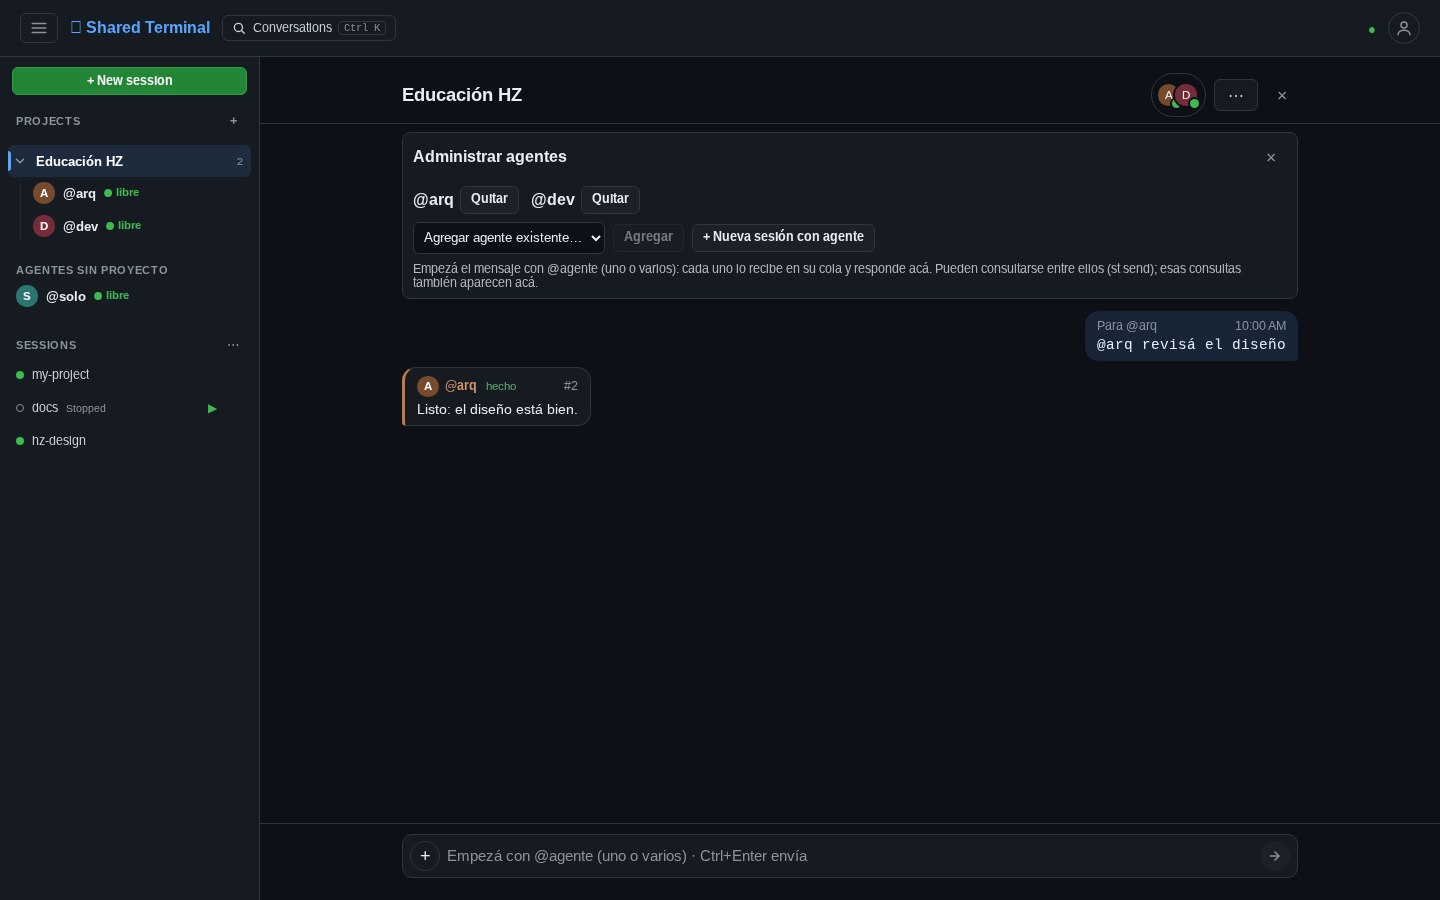 Shared Terminal
Conversations Ctrl K
+ New session
PROJECTS +
Educación HZ 2
A @arq libre
D @dev libre
AGENTES SIN PROYECTO
S @solo libre
SESSIONS ...
my-project
docs Stopped
hz-design
Educación HZ
A D ... ×
Administrar agentes ×
@arq Quitar @dev Quitar
Agregar agente existente... Agregar + Nueva sesión con agente
Empezá el mensaje con @agente (uno o varios): cada uno lo recibe en su cola y responde acá. Pueden consultarse entre ellos (st send); esas consultas
también aparecen acá.
Para @arq 10:00 AM
@arq revisá el diseño
A @arq hecho #2
Listo: el diseño está bien.
+ Empezá con @agente (uno o varios) · Ctrl+Enter envía